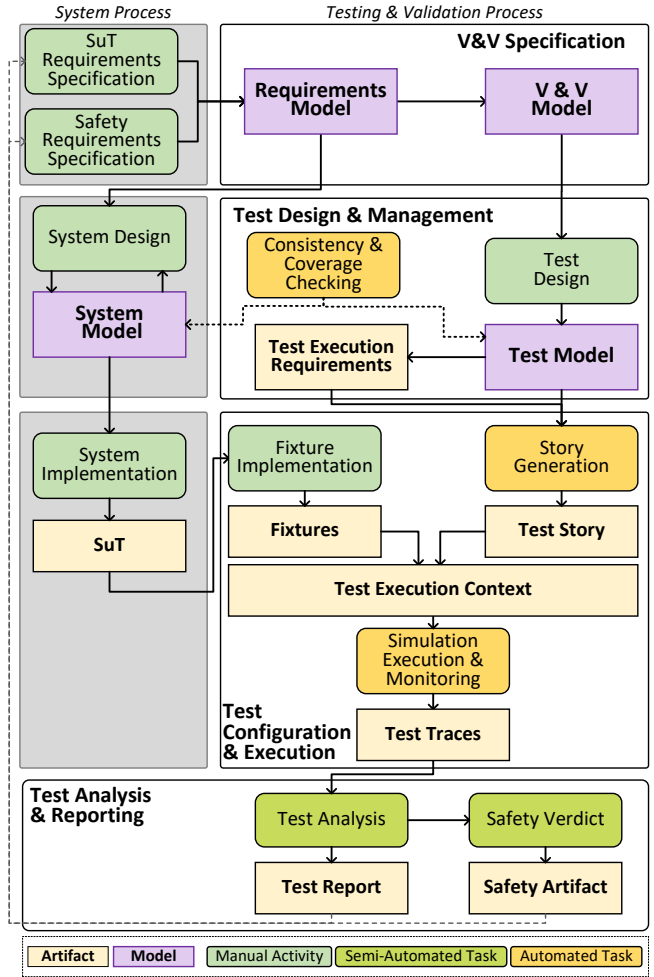 System Process
Testing & Validation Process
SuT
Requirements
Specification
Safety
Requirements
Specification
V&V Specification
Requirements
Model
V & V
Model
System Design
System
Model
Test Design & Management
Consistency &
Coverage
Checking
Test
Design
Test Execution
Requirements
Test Model
System
Implementation
SuT
Fixture
Implementation
Story
Generation
Fixtures
Test Story
Test Execution Context
Simulation
Execution &
Monitoring
Test
Configuration
& Execution
Test Traces
Test Analysis
& Reporting
Test Analysis
Safety Verdict
Test Report
Safety Artifact
Artifact
Model
Manual Activity
Semi-Automated Task
Automated Task